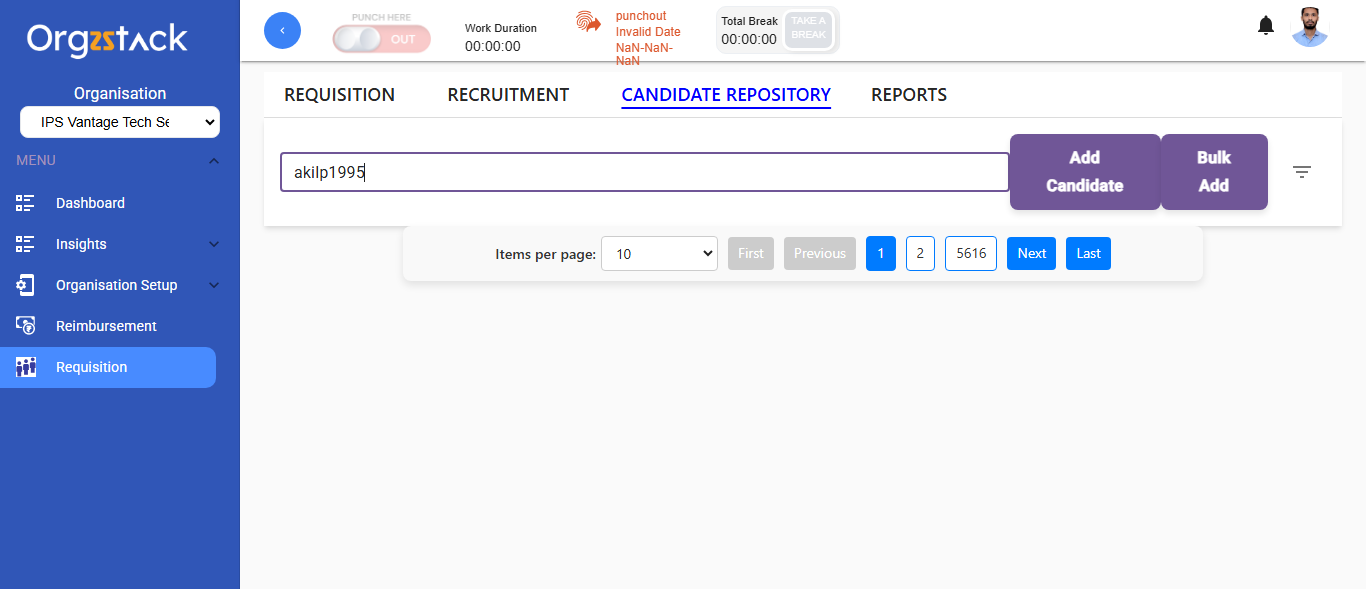 Orgzstack
Organisation
IPS Vantage Tech Se
MENU
Dashboard
Insights
Organisation Setup
Reimbursement
Requisition
PUNCH HERE
OUT
Work Duration
00:00:00
punchout
Invalid Date
NaN-NaN-
NaN
Total Break
00:00:00
TAKE A
BREAK
REQUISITION RECRUITMENT CANDIDATE REPOSITORY REPORTS
akilp1995
Add
Candidate
Bulk
Add
Items per page: 10 First Previous 1 2 5616 Next Last